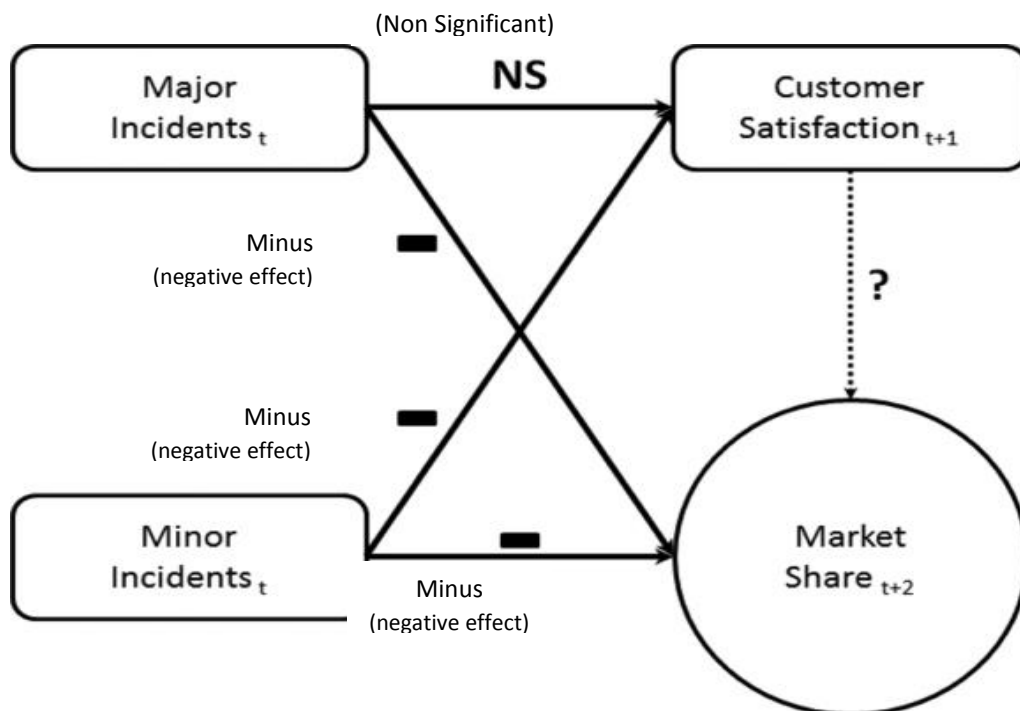 (Non Significant)
NS
Major
Incidents t
Customer
Satisfaction t+1
Minus
(negative effect)
?
Minus
(negative effect)
Minor
Incidents t
Market
Share t+2
Minus
(negative effect)